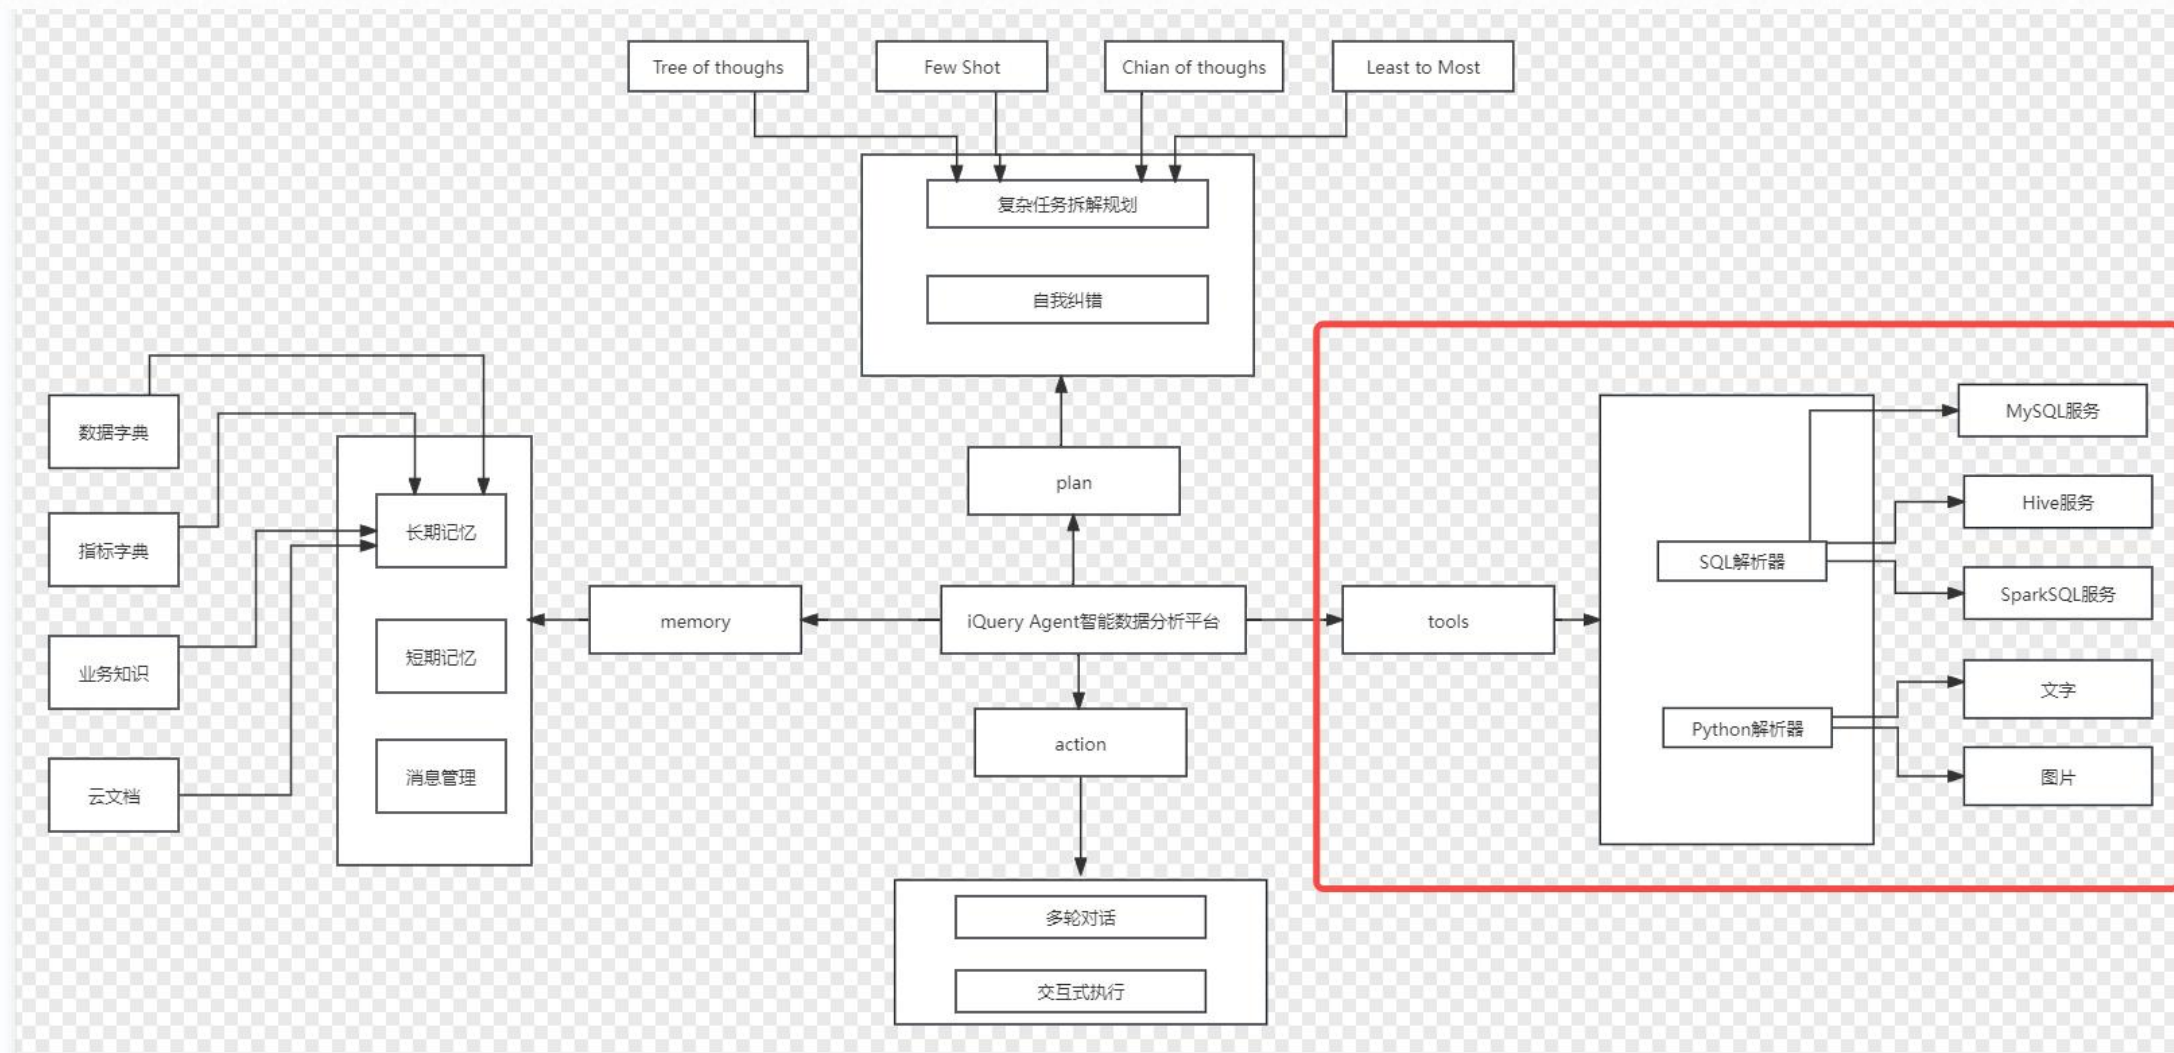 Tree of thoughs
Few Shot
Chian of thoughs
Least to Most
复杂任务拆解规划
自我纠错
plan
数据字典
指标字典
业务知识
云文档
长期记忆
短期记忆
消息管理
memory
iQuery Agent智能数据分析平台
action
多轮对话
交互式执行
tools
SQL解析器
Python解析器
MySQL服务
Hive服务
SparkSQL服务
文字
图片